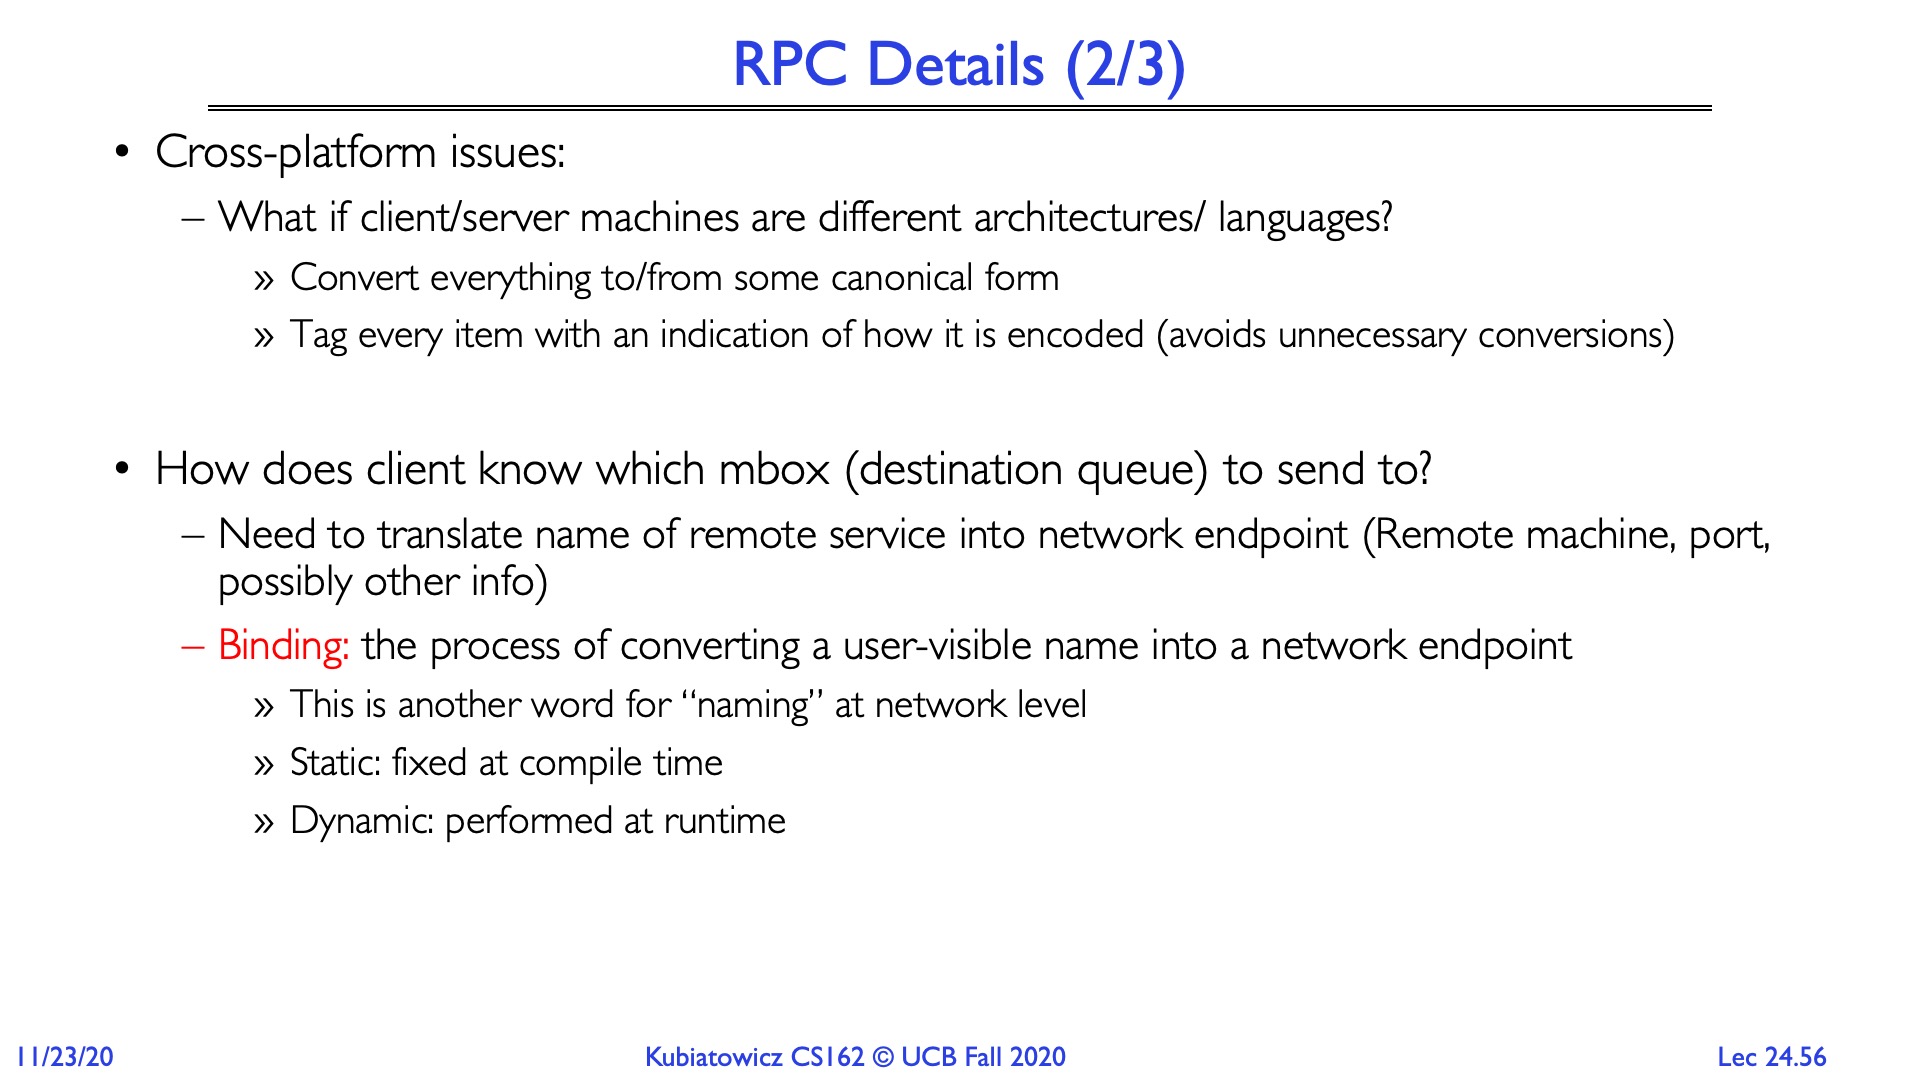 RPC Details (2/3)
• Cross-platform issues:
– What if client/server machines are different architectures/ languages?
» Convert everything to/from some canonical form
» Tag every item with an indication of how it is encoded (avoids unnecessary conversions)
• How does client know which mbox (destination queue) to send to?
– Need to translate name of remote service into network endpoint (Remote machine, port,
possibly other info)
– Binding: the process of converting a user-visible name into a network endpoint
» This is another word for “naming” at network level
» Static: fixed at compile time
» Dynamic: performed at runtime
11/23/20 Kubiatowicz CS162 © UCB Fall 2020 Lec 24.56